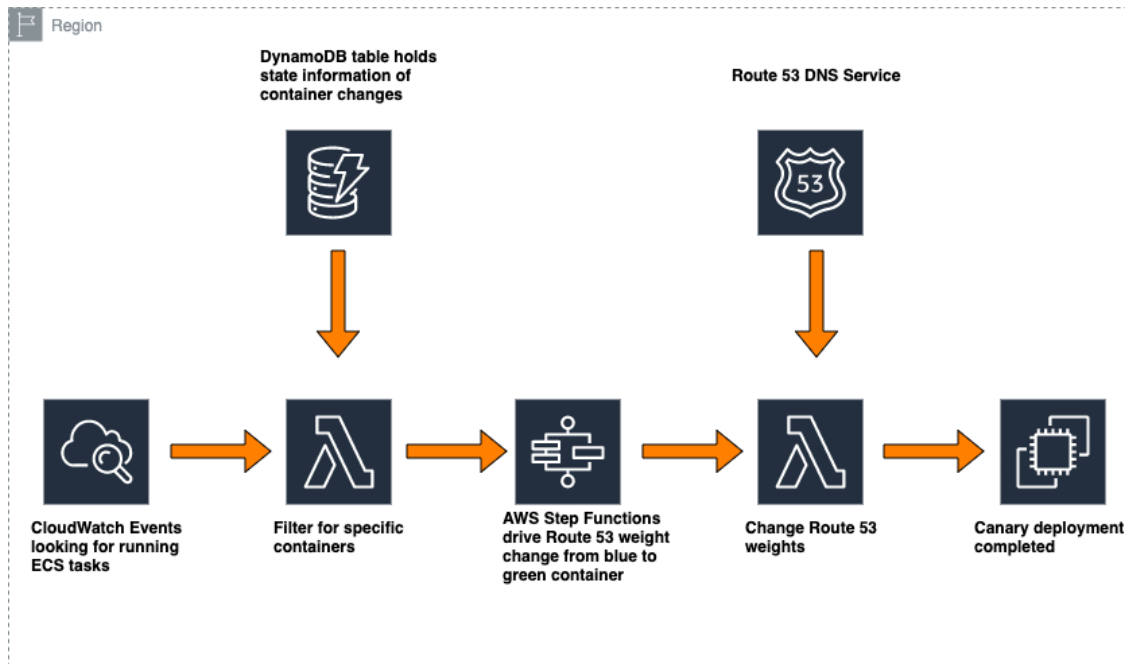 Region
DynamoDB table holds
state information of
container changes
Route 53 DNS Service
53
CloudWatch Events
looking for running
ECS tasks
Filter for specific
containers
AWS Step Functions
drive Route 53 weight
change from blue to
green container
Change Route 53
weights
Canary deployment
completed